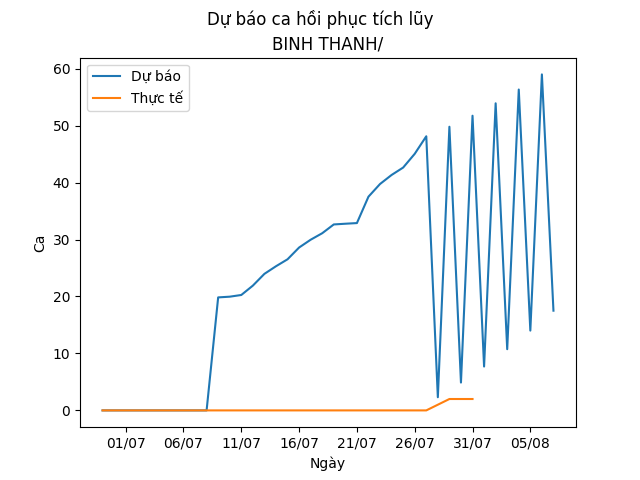 Dự báo ca hồi phục tích lũy
BINH THANH/
Dự báo
Thực tế
60
50
40
30
20
10
0
Ca
01/07 06/07 11/07 16/07 21/07 26/07 31/07 05/08
Ngày